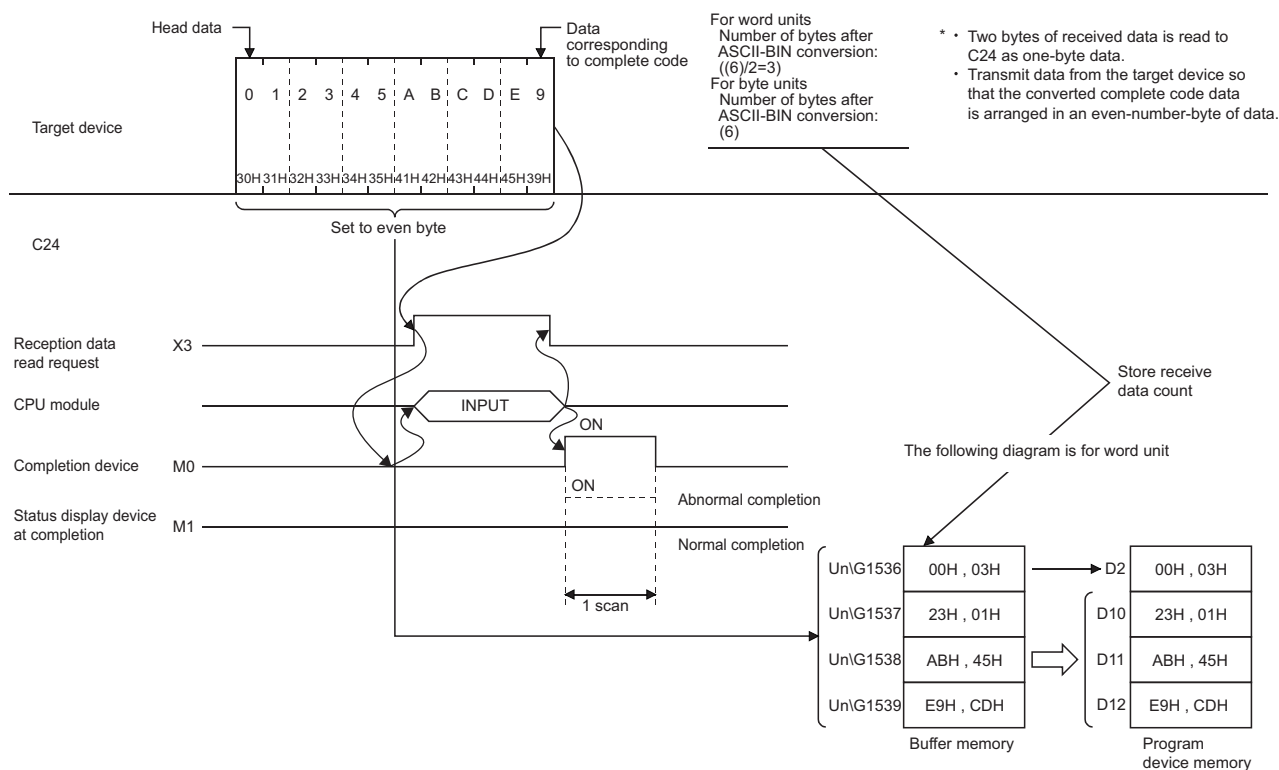 Head data
Data
corresponding
to complete code
For word units
Number of bytes after
ASCII-BIN conversion:
((6)/2=3)
For byte units
Number of bytes after
ASCII-BIN conversion:
(6)
* • Two bytes of received data is read to
C24 as one-byte data.
• Transmit data from the target device so
that the converted complete code data
is arranged in an even-number-byte of data.
Target device
0 1 2 3 4 5 A B C D E 9
30H 31H 32H 33H 34H 35H 41H 42H 43H 44H 45H 39H
Set to even byte
C24
Reception data
read request
X3
CPU module
INPUT
Store receive
data count
ON
Completion device
M0
The following diagram is for word unit
ON
Abnormal completion
Status display device
at completion
M1
Normal completion
1 scan
Un\G1536 00H , 03H D2 00H , 03H
Un\G1537 23H , 01H D10 23H , 01H
Un\G1538 ABH , 45H D11 ABH , 45H
Un\G1539 E9H , CDH D12 E9H , CDH
Buffer memory
Program
device memory